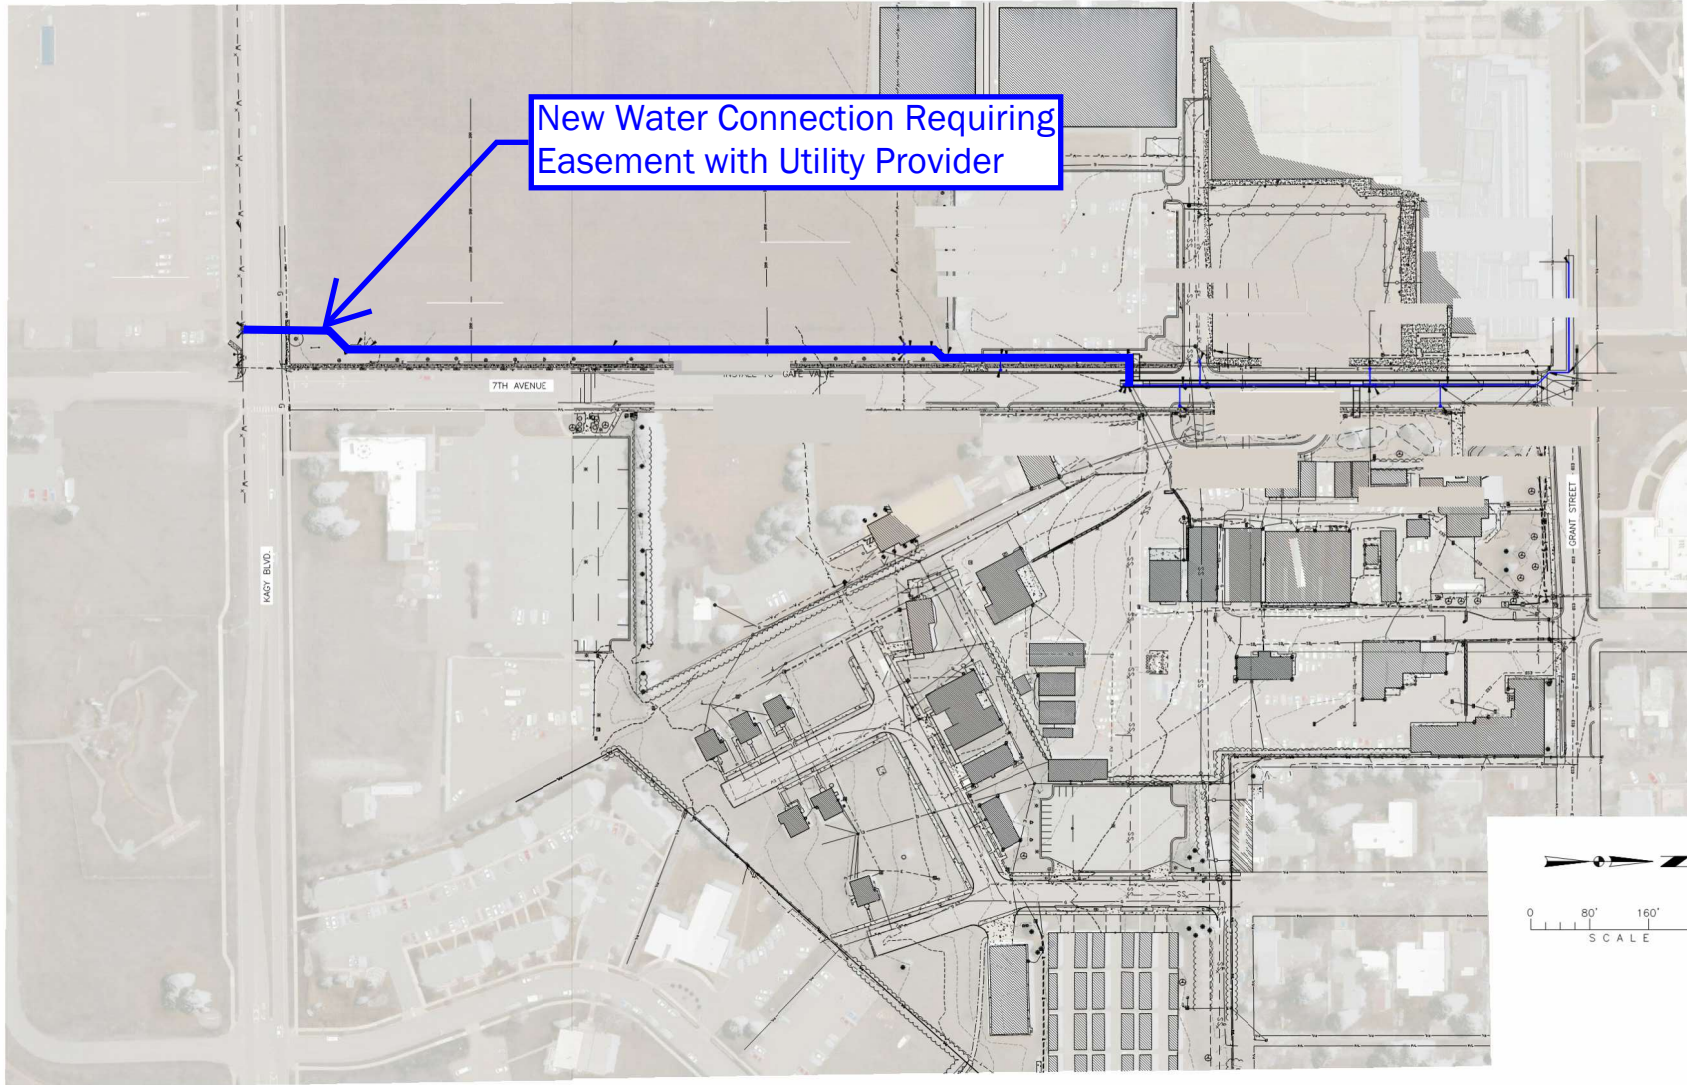 New Water Connection Requiring
Easement with Utility Provider
7TH AVENUE
KAGY BLVD.
GRANT STREET
0 80' 160'
SCALE